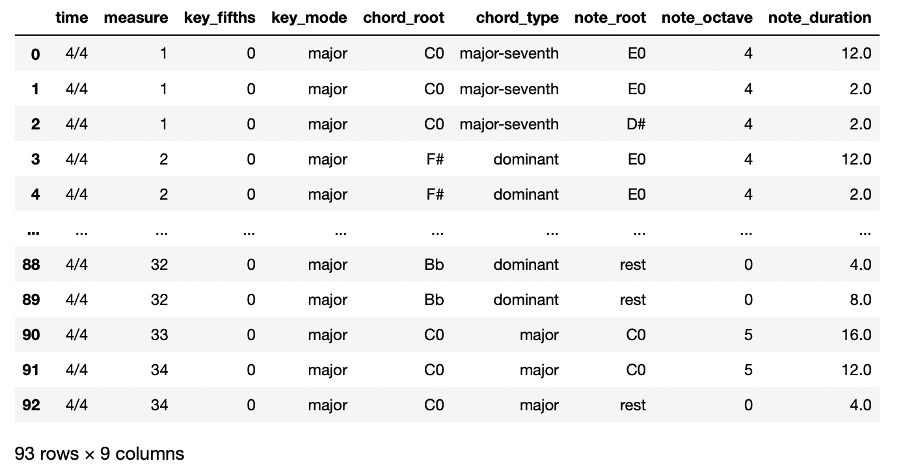 time measure key_fifths key_mode chord_root chord_type note_root note_octave note_duration
0 4/4 1 0 major C0 major-seventh E0 4 12.0
1 4/4 1 0 major C0 major-seventh E0 4 2.0
2 4/4 1 0 major C0 major-seventh D# 4 2.0
3 4/4 2 0 major F# dominant E0 4 12.0
4 4/4 2 0 major F# dominant E0 4 2.0
... ... ... ... ... ... ... ... ... ...
88 4/4 32 0 major Bb dominant rest 0 4.0
89 4/4 32 0 major Bb dominant rest 0 8.0
90 4/4 33 0 major C0 major C0 5 16.0
91 4/4 34 0 major C0 major C0 5 12.0
92 4/4 34 0 major C0 major rest 0 4.0
93 rows × 9 columns